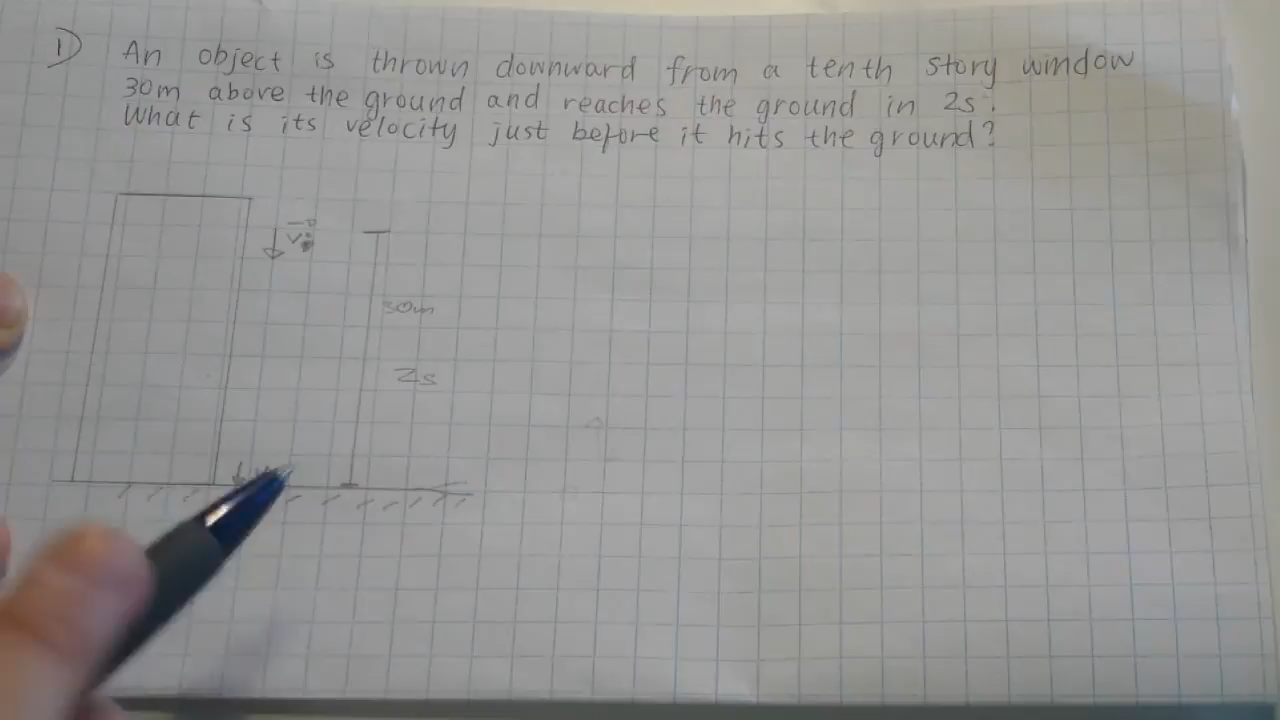 1) An object is thrown downward from a tenth story window
30m above the ground and reaches the ground in 2s.
What is its velocity just before it hits the ground?
30m
2s